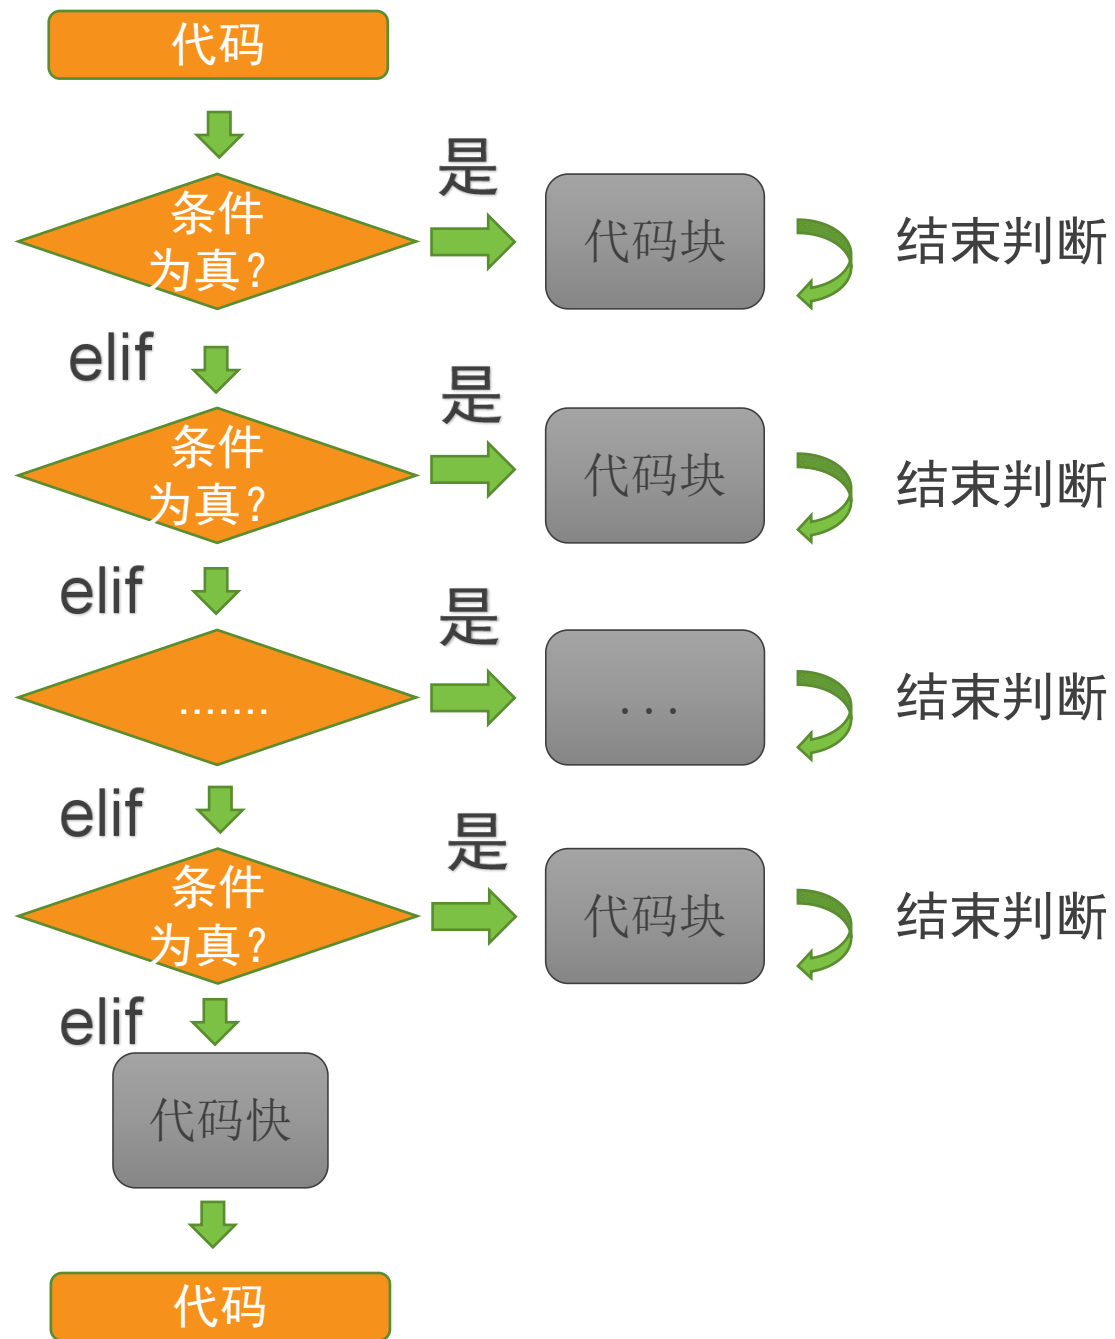 代码
是
条件
为真？
代码块
结束判断
elif
是
条件
为真？
代码块
结束判断
elif
是
.......
...
结束判断
elif
是
条件
为真？
代码块
结束判断
elif
代码快
代码